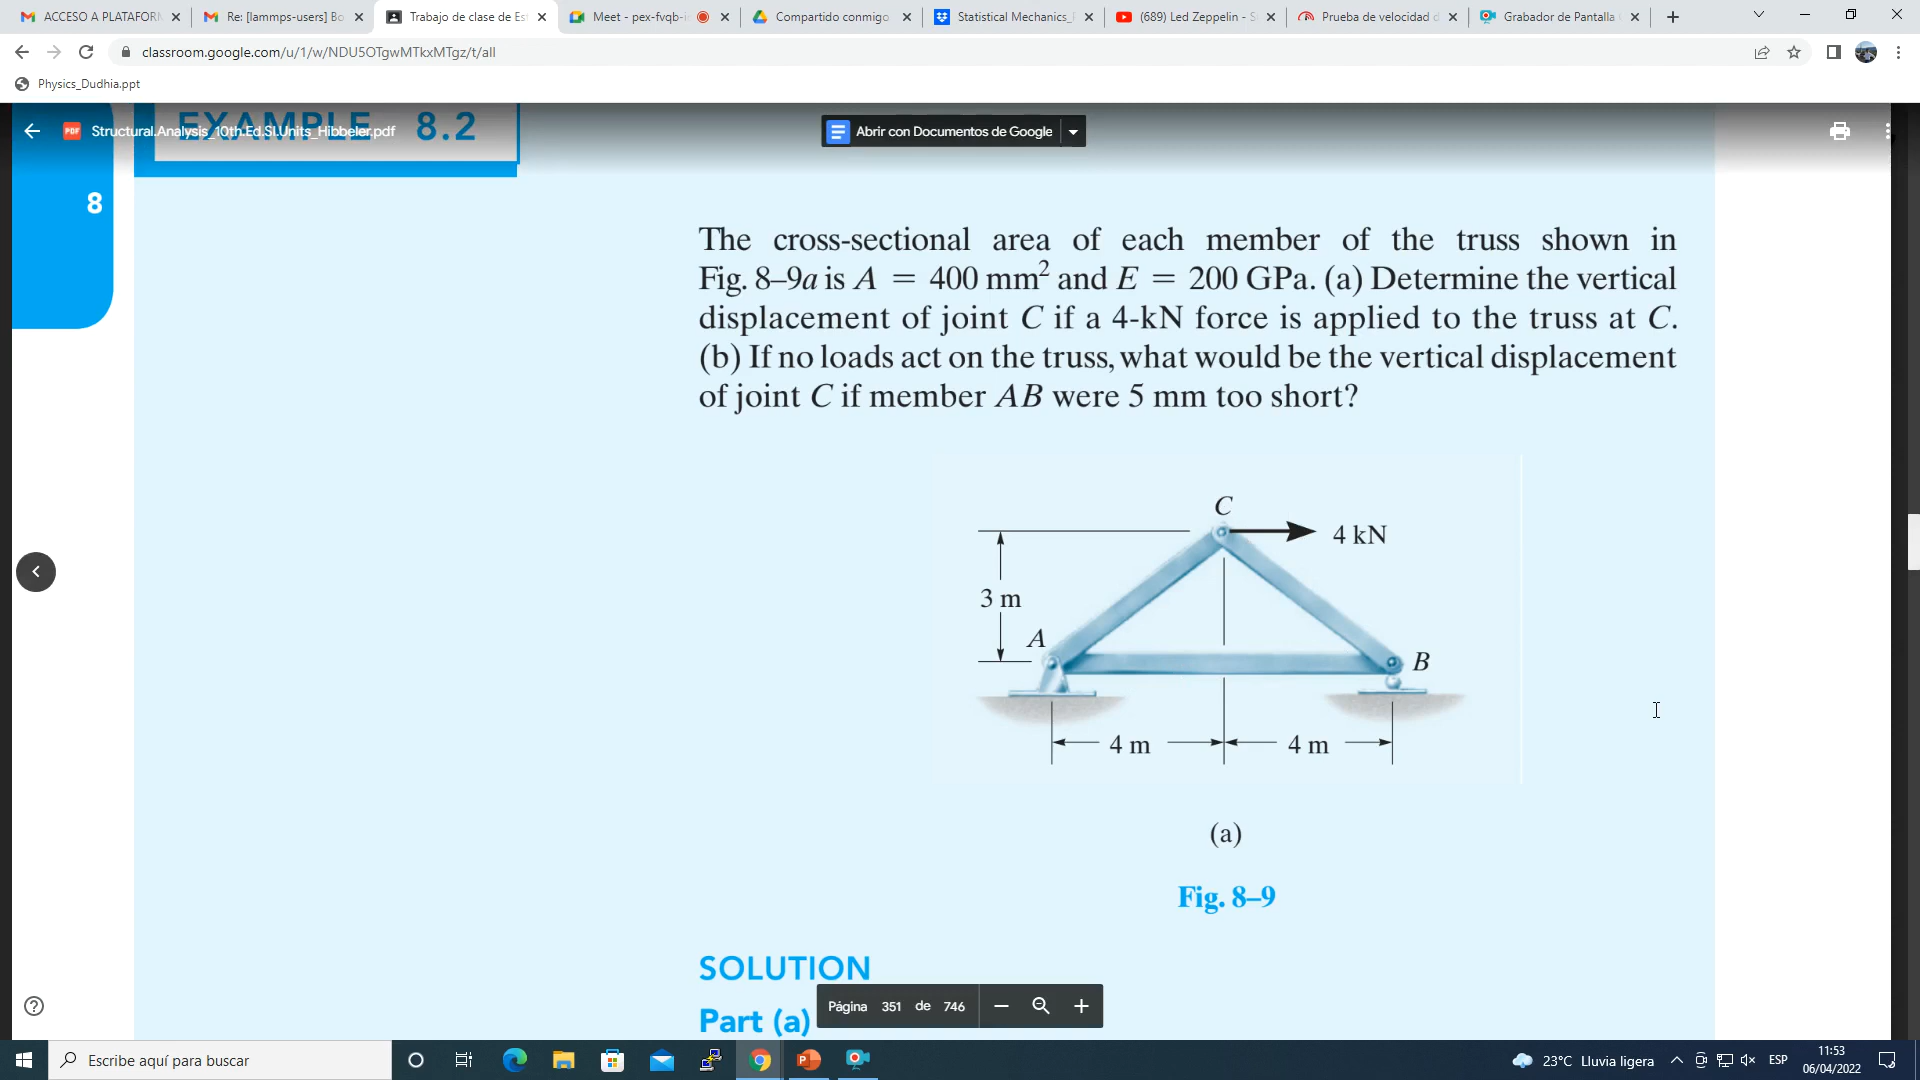 ACCESO A PLATAFORM
Re: [lammps-users] Bo
Trabajo de clase de Es
Meet - pex-fvqb-i
Compartido conmigo
Statistical Mechanics_
(689) Led Zeppelin - S
Prueba de velocidad d
Grabador de Pantalla
classroom.google.com/u/1/w/NDU5OTgwMTkxMTgz/t/all
Physics_Dudhia.ppt
EXAMPLE 8.2
PDF Structural.Analysis_10th.Ed.SI.Units_Hibbeler.pdf
Abrir con Documentos de Google
8
The cross-sectional area of each member of the truss shown in
Fig. 8–9a is A = 400 mm² and E = 200 GPa. (a) Determine the vertical
displacement of joint C if a 4-kN force is applied to the truss at C.
(b) If no loads act on the truss, what would be the vertical displacement
of joint C if member AB were 5 mm too short?
C
4 kN
3 m
A
B
4 m
4 m
(a)
Fig. 8–9
SOLUTION
Part (a)
Página 351 de 746
Escribe aquí para buscar
23°C Lluvia ligera
ESP
11:53
06/04/2022